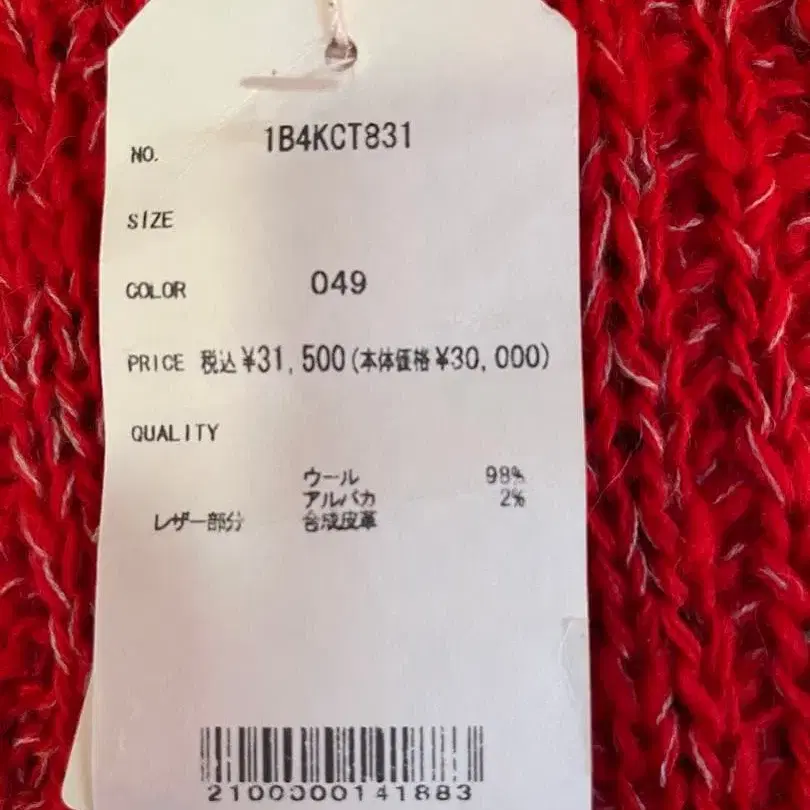 NO. 1B4KCT831
SIZE
COLOR 049
PRICE 税込¥31,500(本体価格¥30,000)
QUALITY
ウール 98%
アルパカ 2%
レザー部分 合成皮革
2100000141883